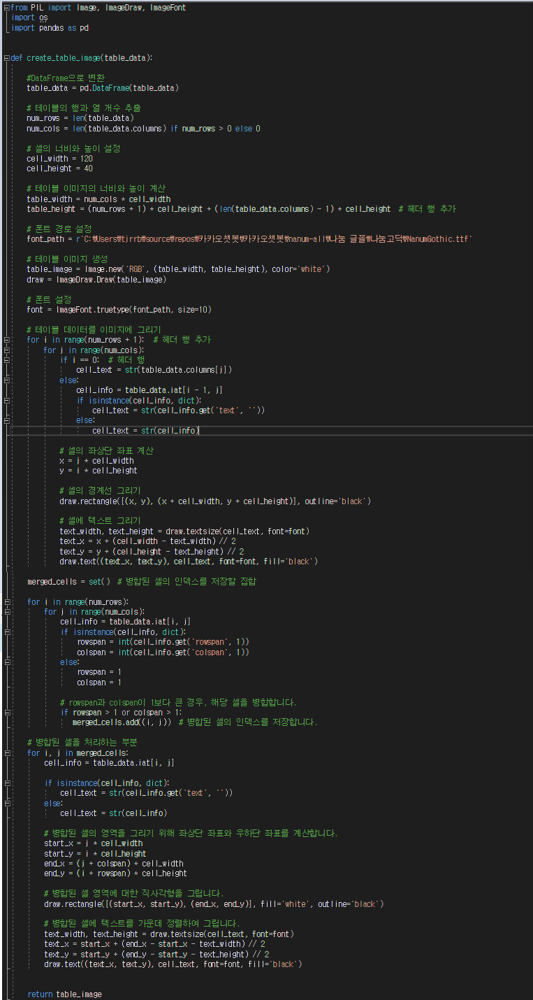 from PIL import Image, ImageDraw, ImageFont
import os
import pandas as pd
def create_table_image(table_data):
#DataFrame으로 변환
table_data = pd.DataFrame(table_data)
# 테이블의 행과 열 개수 추출
num_rows = len(table_data)
num_cols = len(table_data.columns) if num_rows > 0 else 0
# 셀의 너비와 높이 설정
cell_width = 120
cell_height = 40
# 테이블 이미지의 너비와 높이 계산
table_width = num_cols * cell_width
table_height = (num_rows + 1) * cell_height + (len(table_data.columns) - 1) * cell_height # 헤더 행 추가
# 폰트 경로 설정
font_path = r'C:\Users\tjrrb\source\repos\카카오챗봇\카카오챗봇\nanum-all\나눔 글꼴\나눔고딕\NanumGothic.ttf'
# 테이블 이미지 생성
table_image = Image.new('RGB', (table_width, table_height), color='white')
draw = ImageDraw.Draw(table_image)
# 폰트 설정
font = ImageFont.truetype(font_path, size=10)
# 테이블 데이터를 이미지에 그리기
for i in range(num_rows + 1): # 헤더 행 추가
for j in range(num_cols):
if i == 0: # 헤더 행
cell_text = str(table_data.columns[j])
else:
cell_info = table_data.iat[i - 1, j]
if isinstance(cell_info, dict):
cell_text = str(cell_info.get('text', ''))
else:
cell_text = str(cell_info)
# 셀의 좌상단 좌표 계산
x = j * cell_width
y = i * cell_height
# 셀의 경계선 그리기
draw.rectangle([(x, y), (x + cell_width, y + cell_height)], outline='black')
# 셀에 텍스트 그리기
text_width, text_height = draw.textsize(cell_text, font=font)
text_x = x + (cell_width - text_width) // 2
text_y = y + (cell_height - text_height) // 2
draw.text((text_x, text_y), cell_text, font=font, fill='black')
merged_cells = set() # 병합된 셀의 인덱스를 저장할 집합
for i in range(num_rows):
for j in range(num_cols):
cell_info = table_data.iat[i, j]
if isinstance(cell_info, dict):
rowspan = int(cell_info.get('rowspan', 1))
colspan = int(cell_info.get('colspan', 1))
else:
rowspan = 1
colspan = 1
# rowspan과 colspan이 1보다 큰 경우, 해당 셀을 병합합니다.
if rowspan > 1 or colspan > 1:
merged_cells.add((i, j)) # 병합된 셀의 인덱스를 저장합니다.
# 병합된 셀을 처리하는 부분
for i, j in merged_cells:
cell_info = table_data.iat[i, j]
if isinstance(cell_info, dict):
cell_text = str(cell_info.get('text', ''))
else:
cell_text = str(cell_info)
# 병합된 셀의 영역을 그리기 위해 좌상단 좌표와 우하단 좌표를 계산합니다.
start_x = j * cell_width
start_y = i * cell_height
end_x = (j + colspan) * cell_width
end_y = (i + rowspan) * cell_height
# 병합된 셀 영역에 대한 직사각형을 그립니다.
draw.rectangle([(start_x, start_y), (end_x, end_y)], fill='white', outline='black')
# 병합된 셀에 텍스트를 가운데 정렬하여 그립니다.
text_width, text_height = draw.textsize(cell_text, font=font)
text_x = start_x + (end_x - start_x - text_width) // 2
text_y = start_y + (end_y - start_y - text_height) // 2
draw.text((text_x, text_y), cell_text, font=font, fill='black')
return table_image